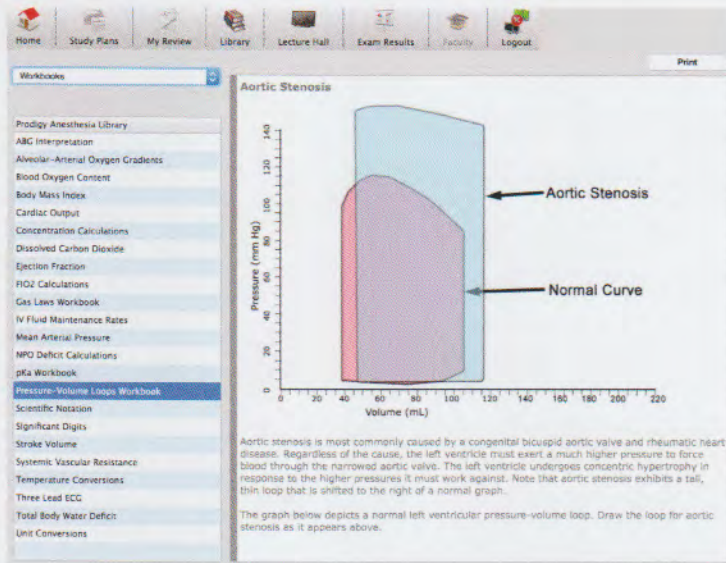 Home Study Plans My Review Library Lecture Hall Exam Results Faculty Logout
Print
Workbooks
Prodigy Anesthesia Library
ABG Interpretation
Alveolar-Arterial Oxygen Gradients
Blood Oxygen Content
Body Mass Index
Cardiac Output
Concentration Calculations
Dissolved Carbon Dioxide
Ejection Fraction
FIO2 Calculations
Gas Laws Workbook
IV Fluid Maintenance Rates
Mean Arterial Pressure
NPO Deficit Calculations
pKa Workbook
Pressure-Volume Loops Workbook
Scientific Notation
Significant Digits
Stroke Volume
Systemic Vascular Resistance
Temperature Conversions
Three Lead ECG
Total Body Water Deficit
Unit Conversions
Aortic Stenosis
140
120
100
80
60
40
20
0
Pressure (mm Hg)
Aortic Stenosis
Normal Curve
0 20 40 60 80 100 120 140 160 180 200 220
Volume (mL)
Aortic stenosis is most commonly caused by a congenital bicuspid aortic valve and rheumatic heart
disease. Regardless of the cause, the left ventricle must exert a much higher pressure to force
blood through the narrowed aortic valve. The left ventricle undergoes concentric hypertrophy in
response to the higher pressures it must work against. Note that aortic stenosis exhibits a tall,
thin loop that is shifted to the right of a normal graph.
The graph below depicts a normal left ventricular pressure-volume loop. Draw the loop for aortic
stenosis as it appears above.